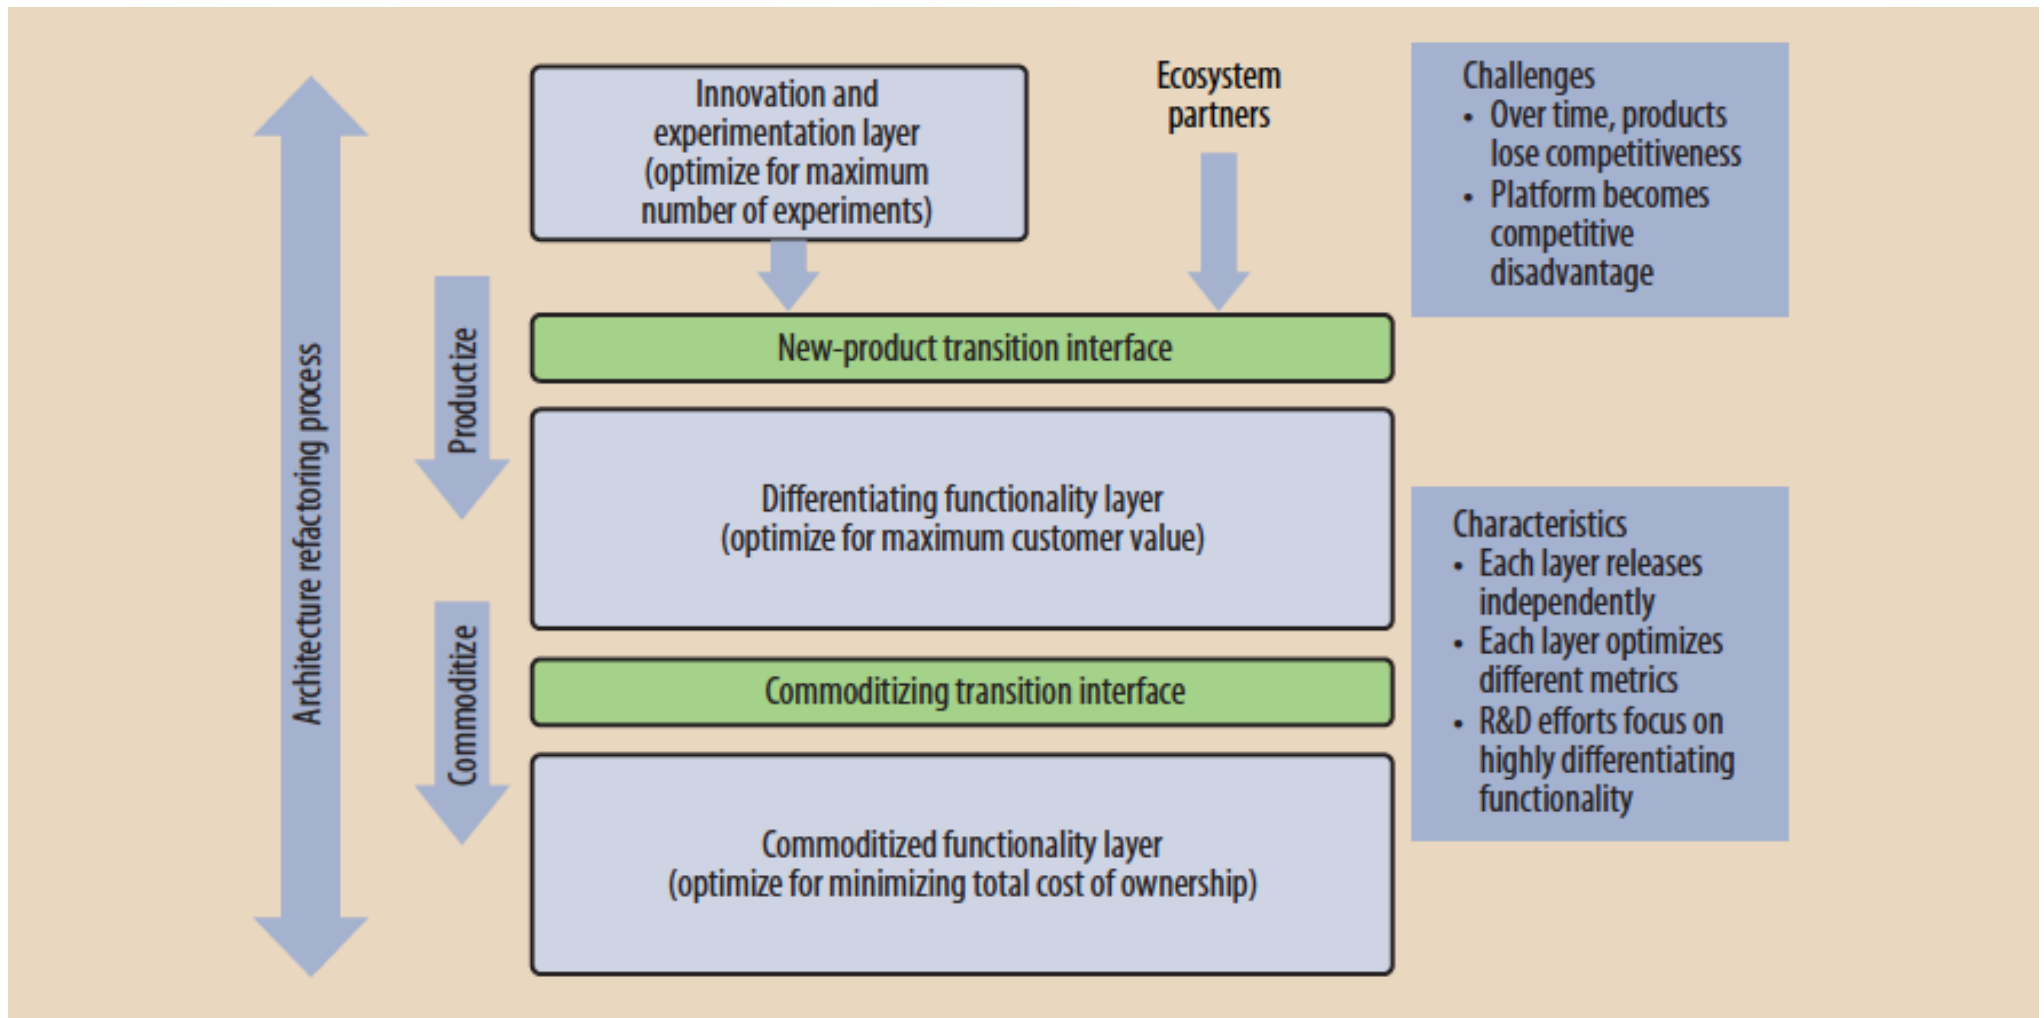 Architecture refactoring process
Productize
Commoditize
Innovation and
experimentation layer
(optimize for maximum
number of experiments)
Ecosystem
partners
New-product transition interface
Differentiating functionality layer
(optimize for maximum customer value)
Commoditizing transition interface
Commoditized functionality layer
(optimize for minimizing total cost of ownership)
Challenges
• Over time, products
lose competitiveness
• Platform becomes
competitive
disadvantage
Characteristics
• Each layer releases
independently
• Each layer optimizes
different metrics
• R&D efforts focus on
highly differentiating
functionality